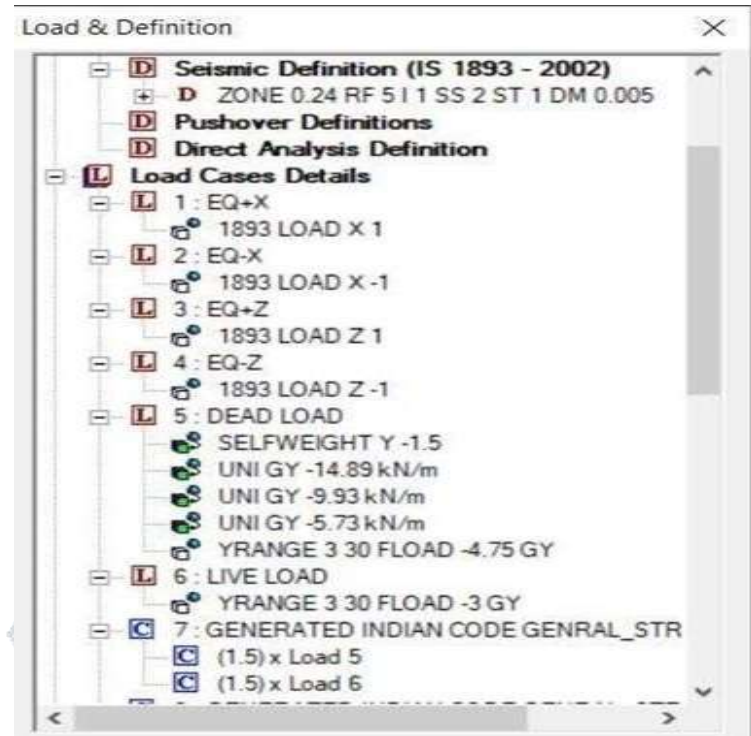 Load & Definition
D Seismic Definition (IS 1893 - 2002)
D ZONE 0.24 RF 5 I 1 SS 2 ST 1 DM 0.005
D Pushover Definitions
D Direct Analysis Definition
L Load Cases Details
L 1 : EQ+X
1893 LOAD X 1
L 2 : EQ-X
1893 LOAD X -1
L 3 : EQ+Z
1893 LOAD Z 1
L 4 : EQ-Z
1893 LOAD Z -1
L 5 : DEAD LOAD
SELFWEIGHT Y -1.5
UNI GY -14.89 kN/m
UNI GY -9.93 kN/m
UNI GY -5.73 kN/m
YRANGE 3 30 FLOAD -4.75 GY
L 6 : LIVE LOAD
YRANGE 3 30 FLOAD -3 GY
C 7 : GENERATED INDIAN CODE GENRAL_STR
C (1.5) x Load 5
C (1.5) x Load 6